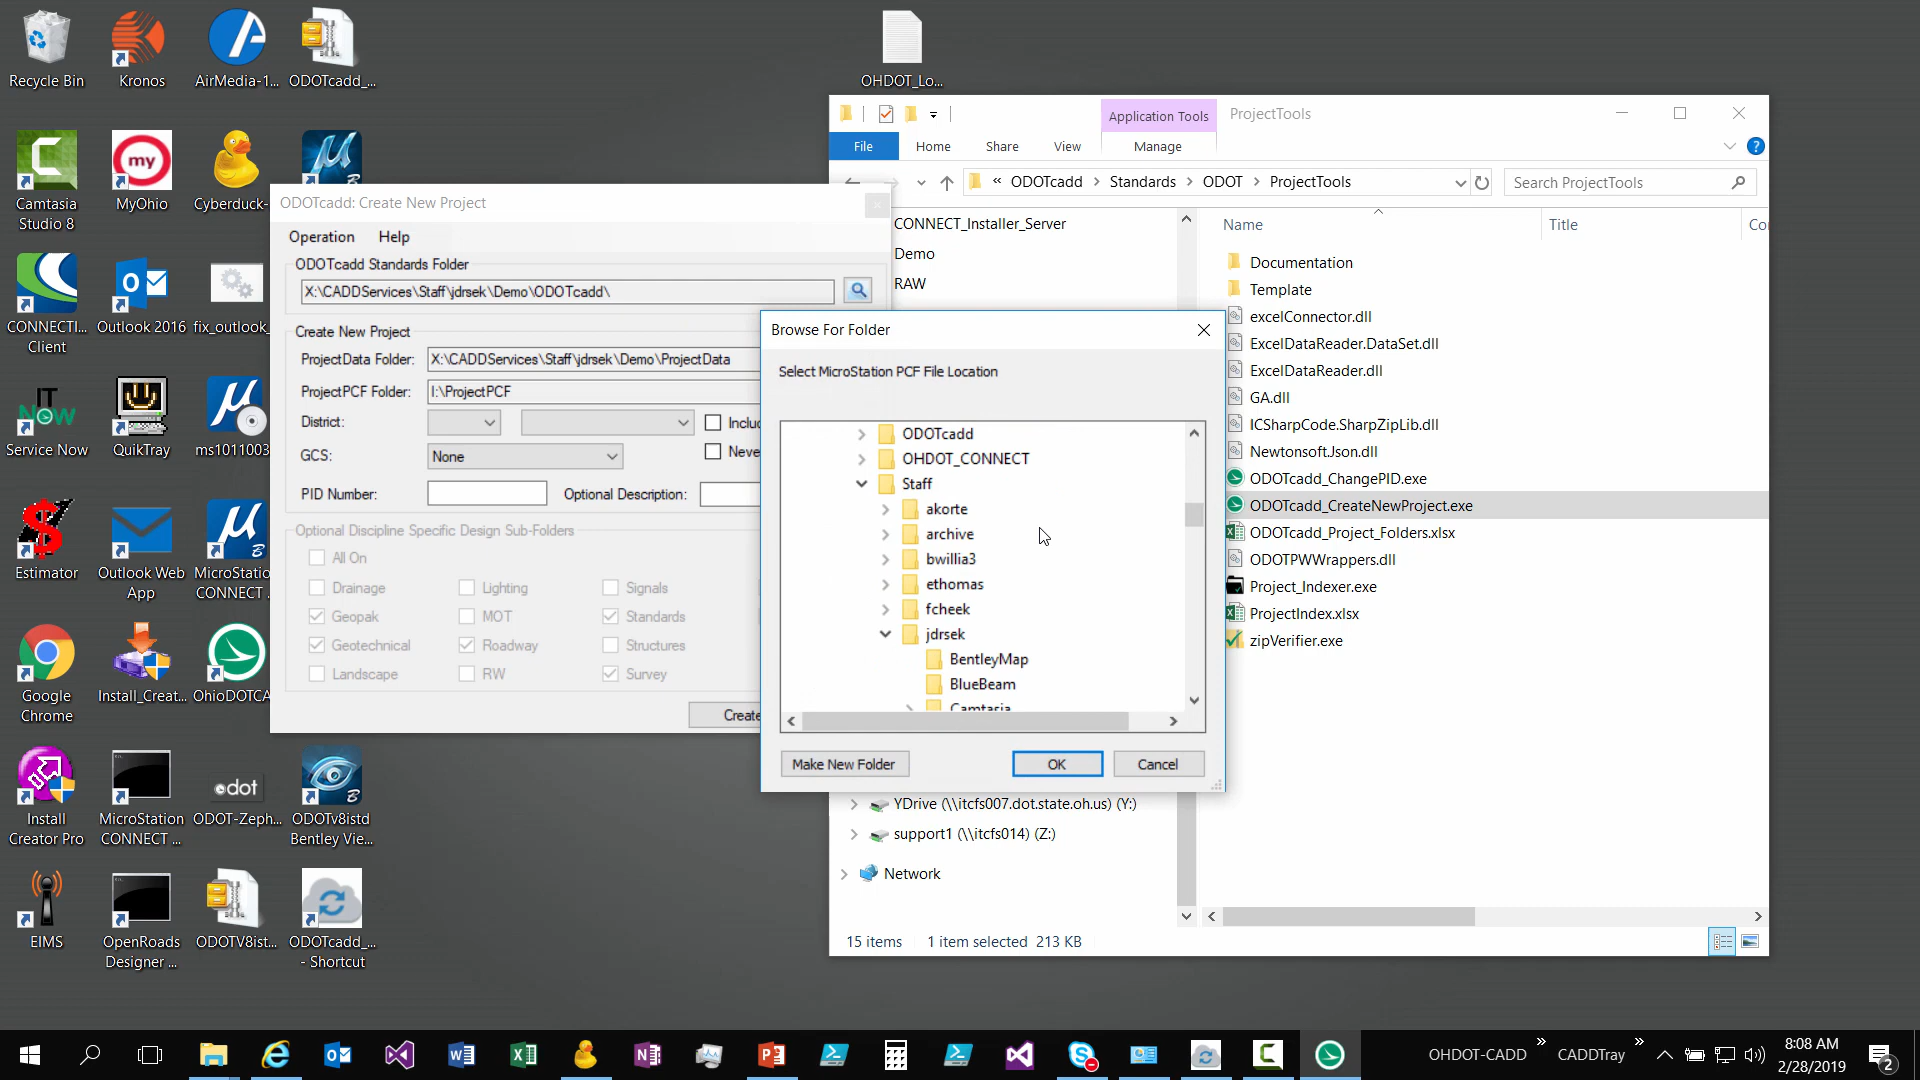 Recycle Bin
Kronos
AirMedia-1...
ODOTcadd_...
OHDOT_Lo...
Camtasia
Studio 8
MyOhio
Cyberduck-
CONNECTI...
Client
Outlook 2016
fix_outlook_
Service Now
QuikTray
ms1011003
Estimator
Outlook Web
App
MicroStation
CONNECT ...
Google
Chrome
Install_Creat...
OhioDOTCA
Install
Creator Pro
MicroStation
CONNECT ...
ODOT-Zeph...
ODOTv8istd
Bentley Vie...
EIMS
OpenRoads
Designer ...
ODOTV8ist...
ODOTcadd_...
- Shortcut
ODOTcadd: Create New Project
Operation Help
ODOTcadd Standards Folder
X:\CADDServices\Staff\jdrsek\Demo\ODOTcadd\
Create New Project
ProjectData Folder: X:\CADDServices\Staff\jdrsek\Demo\ProjectData
ProjectPCF Folder: I:\ProjectPCF
District: Includ
GCS: None Neve
PID Number: Optional Description:
Optional Discipline Specific Design Sub-Folders
All On
Drainage Lighting Signals
Geopak MOT Standards
Geotechnical Roadway Structures
Landscape RW Survey
Create
Application Tools ProjectTools
File Home Share View Manage
« ODOTcadd > Standards > ODOT > ProjectTools
Search ProjectTools
CONNECT_Installer_Server
Demo
RAW
YDrive (\\itcfs007.dot.state.oh.us) (Y:)
support1 (\\itcfs014) (Z:)
Network
Name Title Co
Documentation
Template
excelConnector.dll
ExcelDataReader.DataSet.dll
ExcelDataReader.dll
GA.dll
ICSharpCode.SharpZipLib.dll
NewtonsoftJson.dll
ODOTcadd_ChangePID.exe
ODOTcadd_CreateNewProject.exe
ODOTcadd_Project_Folders.xlsx
ODOTPWWrappers.dll
Project_Indexer.exe
ProjectIndex.xlsx
zipVerifier.exe
15 items 1 item selected 213 KB
Browse For Folder
Select MicroStation PCF File Location
ODOTcadd
OHDOT_CONNECT
Staff
akorte
archive
bwillia3
ethomas
fcheek
jdrsek
BentleyMap
BlueBeam
Camtasia
Make New Folder OK Cancel
OHDOT-CADD » CADDTray »
8:08 AM
2/28/2019
2